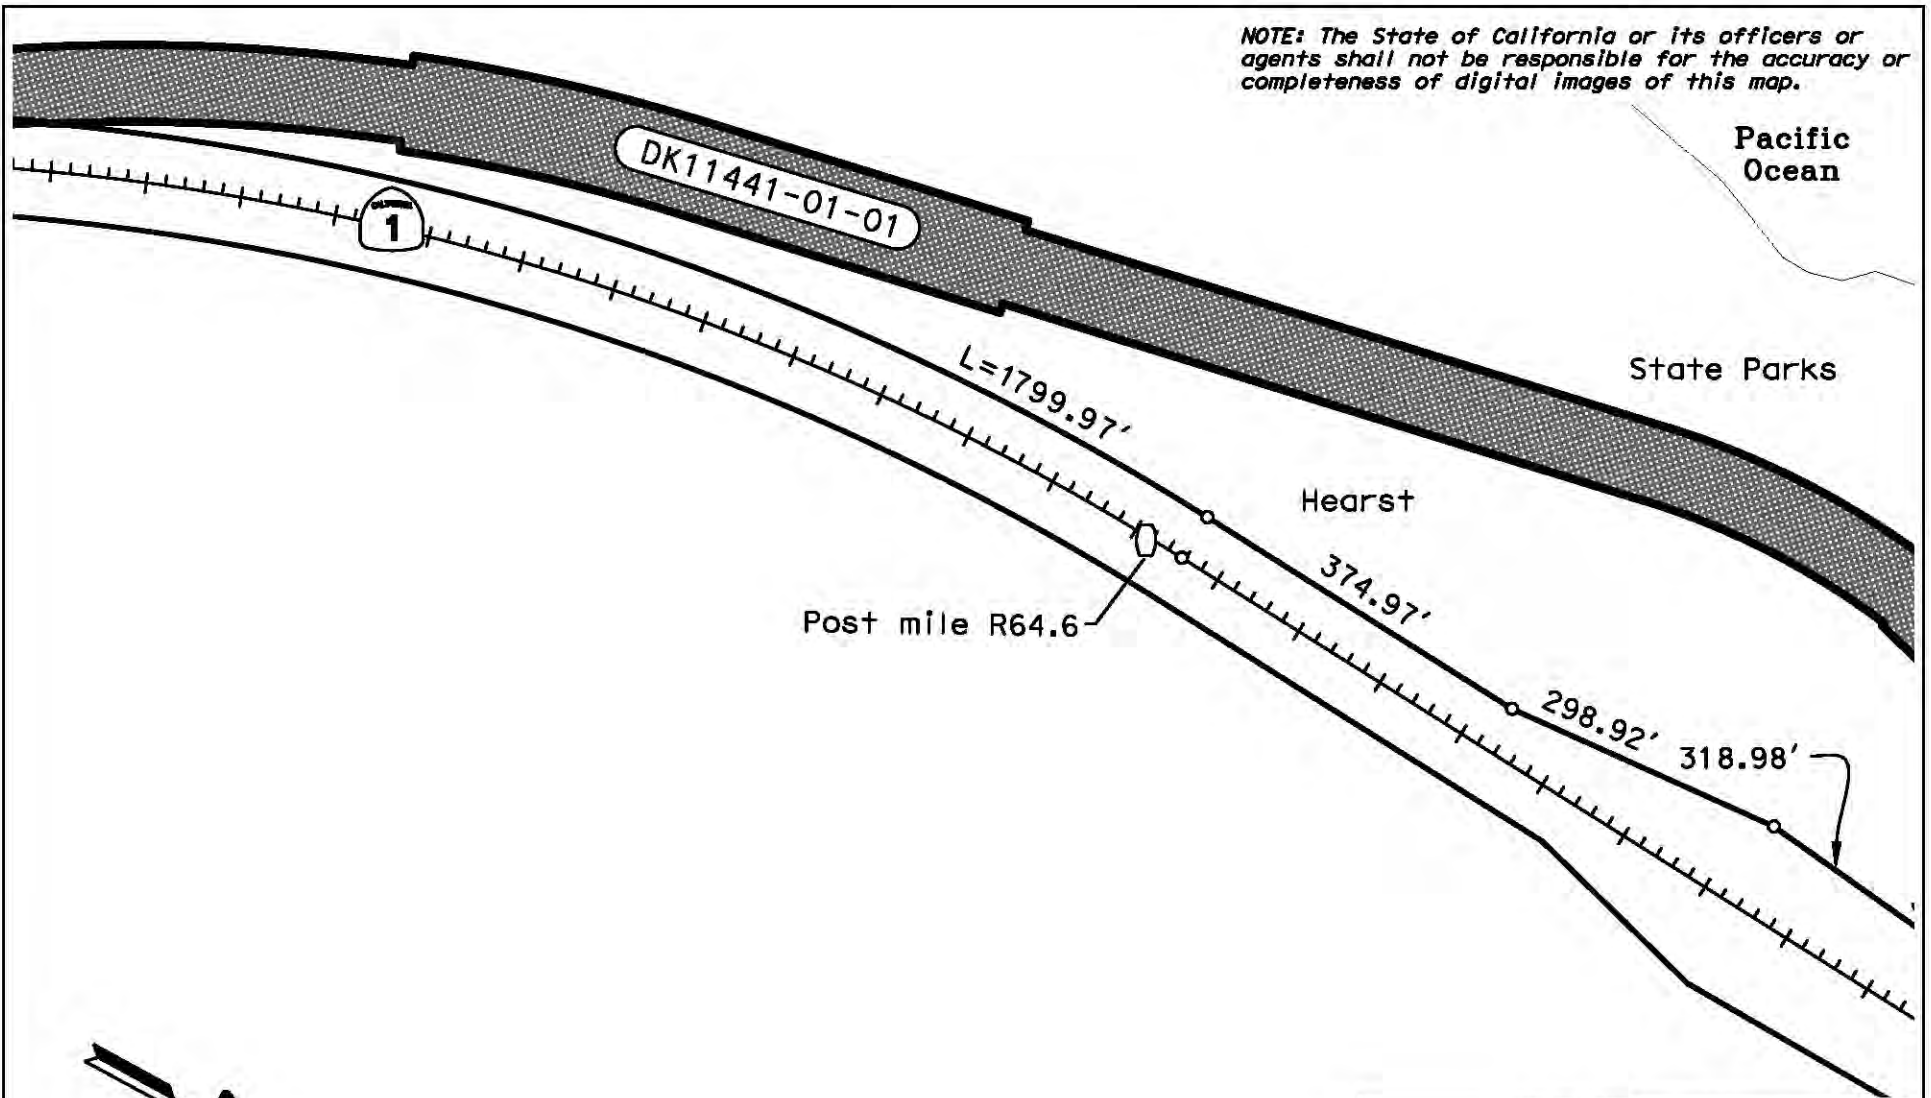 NOTE: The State of California or its officers or
agents shall not be responsible for the accuracy or
completeness of digital images of this map.
Pacific
Ocean
DK11441-01-01
1
State Parks
L=1799.97'
Hearst
374.97'
Post mile R64.6
298.92'
318.98'